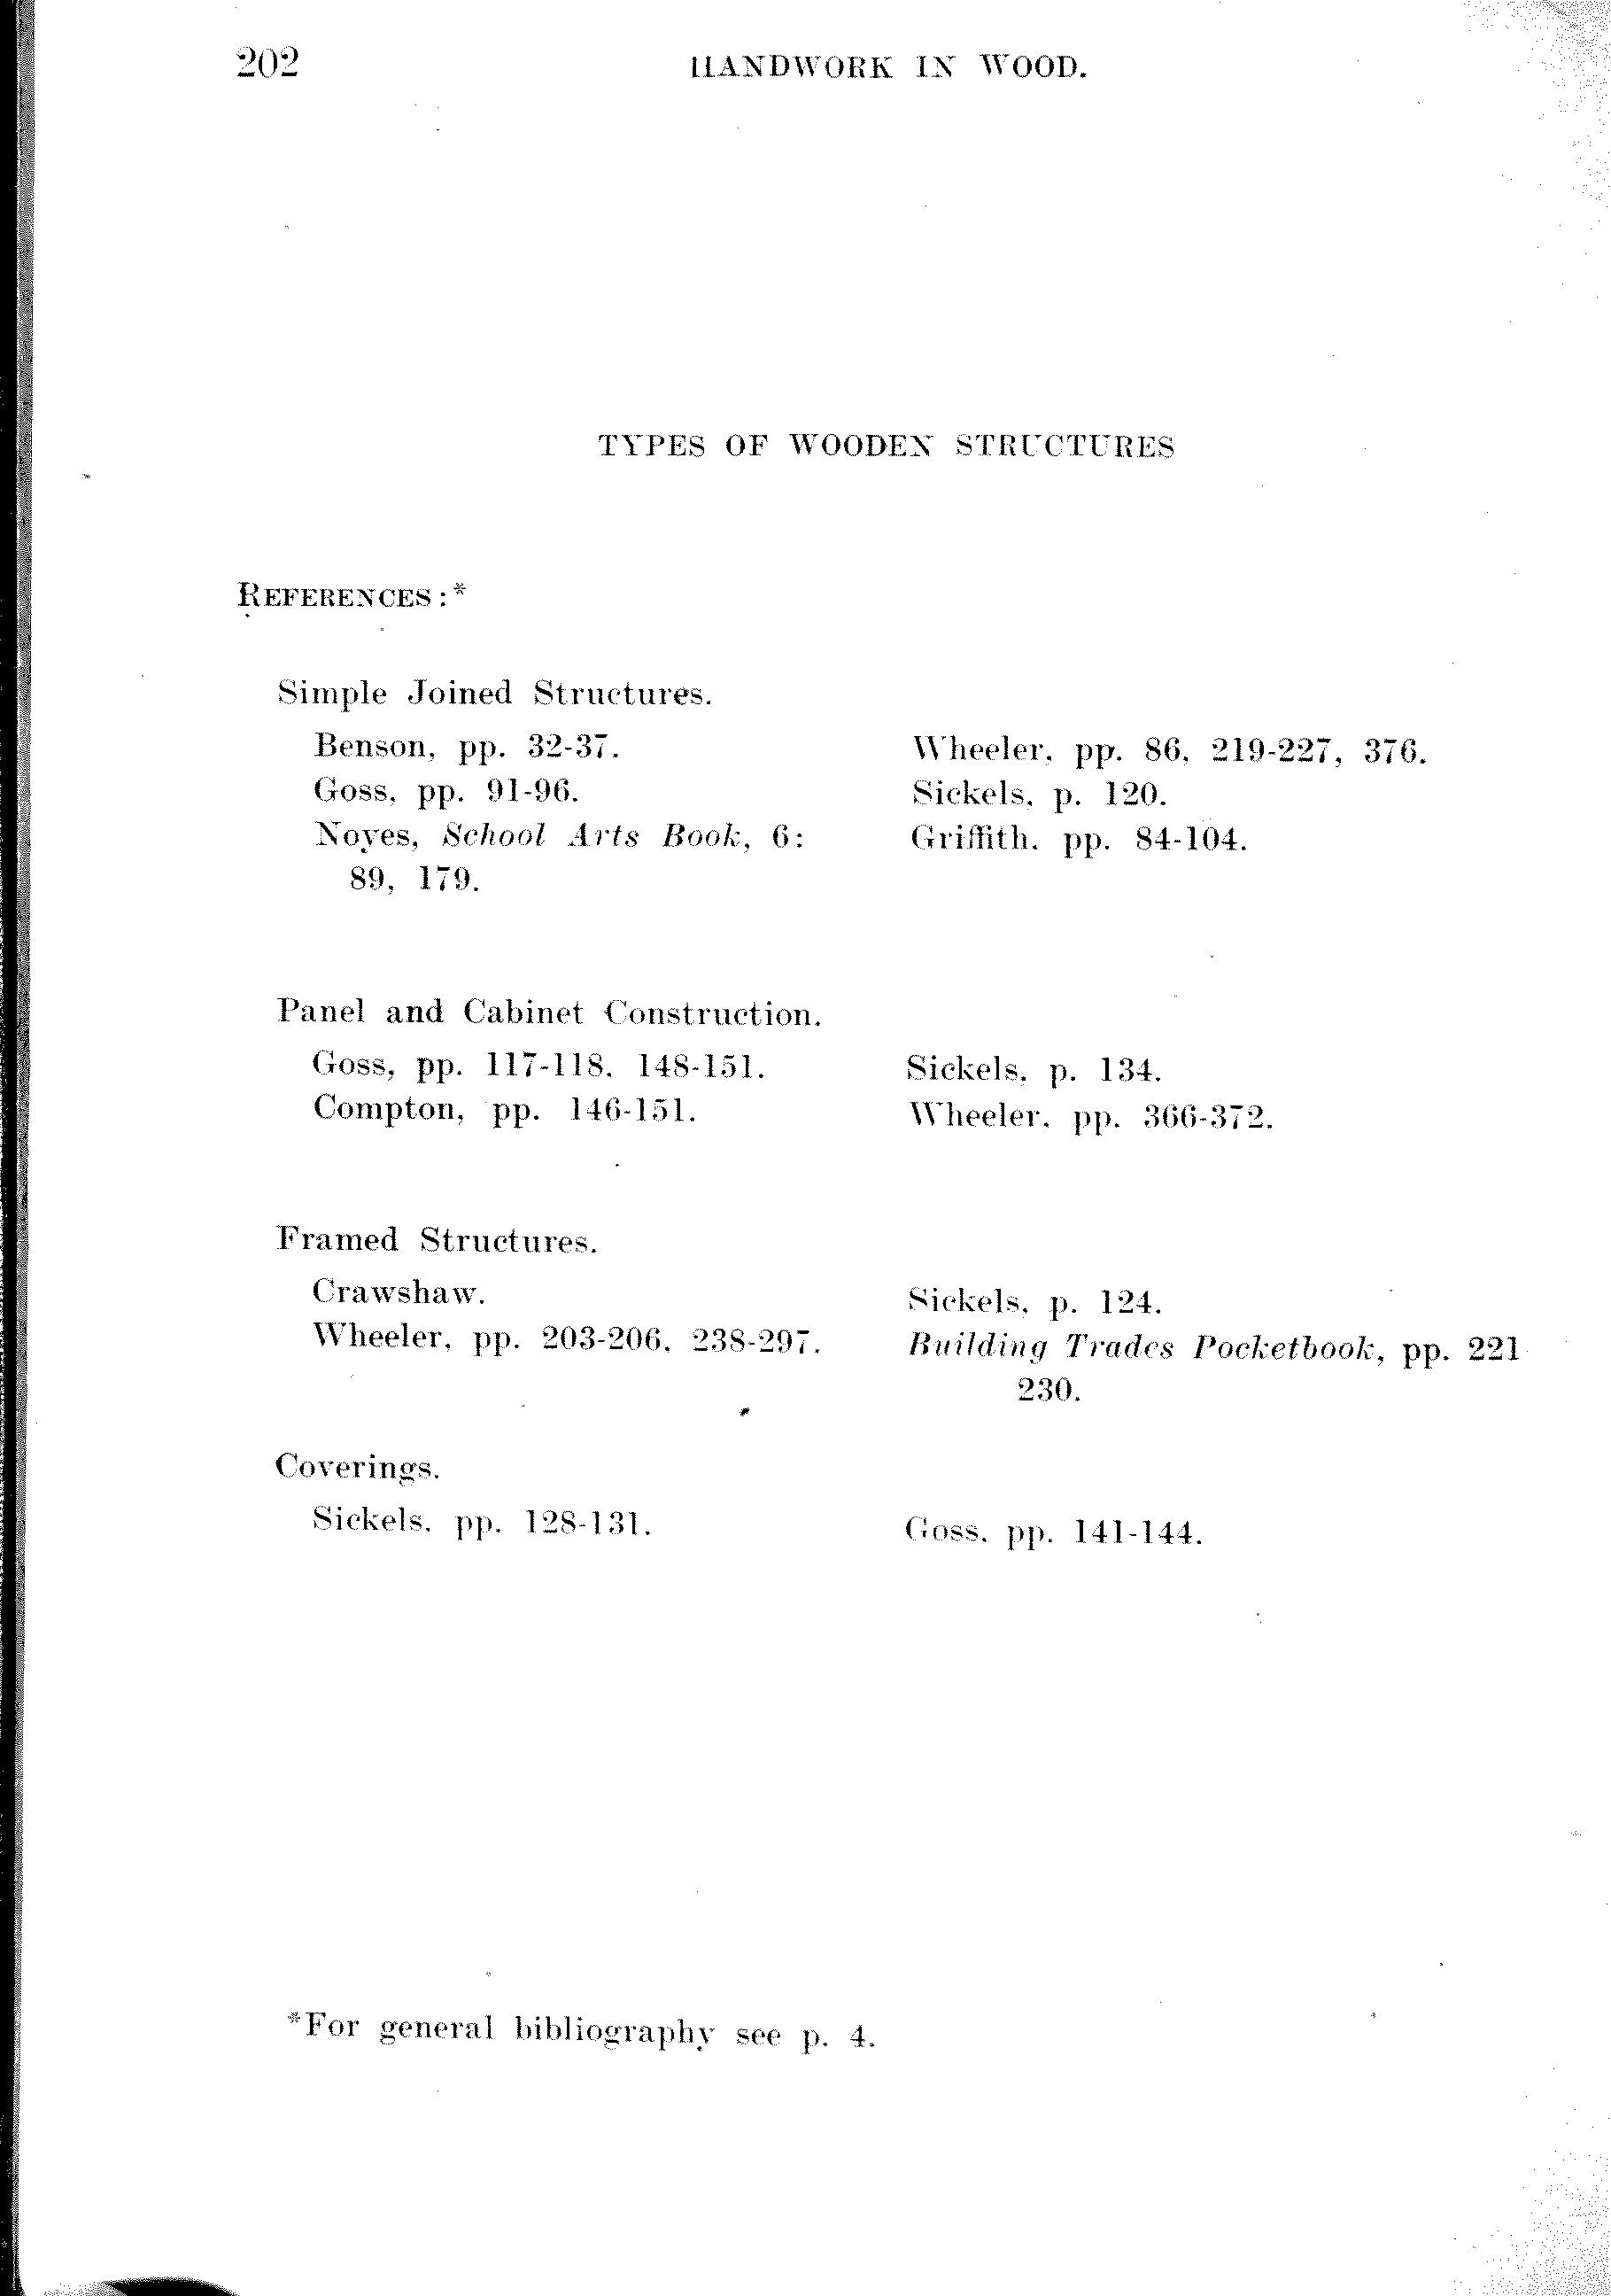 202
HANDWORK IN WOOD.
TYPES OF WOODEN STRUCTURES
REFERENCES:*
Simple Joined Structures.
Benson, pp. 32-37.
Goss, pp. 91-96.
Noyes, School Arts Book, 6:
89, 179.
Wheeler, pp. 86, 219-227, 376.
Sickels, p. 120.
Griffith, pp. 84-104.
Panel and Cabinet Construction.
Goss, pp. 117-118, 148-151.
Compton, pp. 146-151.
Sickels, p. 134.
Wheeler, pp. 366-372.
Framed Structures.
Crawshaw.
Wheeler, pp. 203-206, 238-297.
Sickels, p. 124.
Building Trades Pocketbook, pp. 221
230.
Coverings.
Sickels, pp. 128-131.
Goss, pp. 141-144.
*For general bibliography see p. 4.